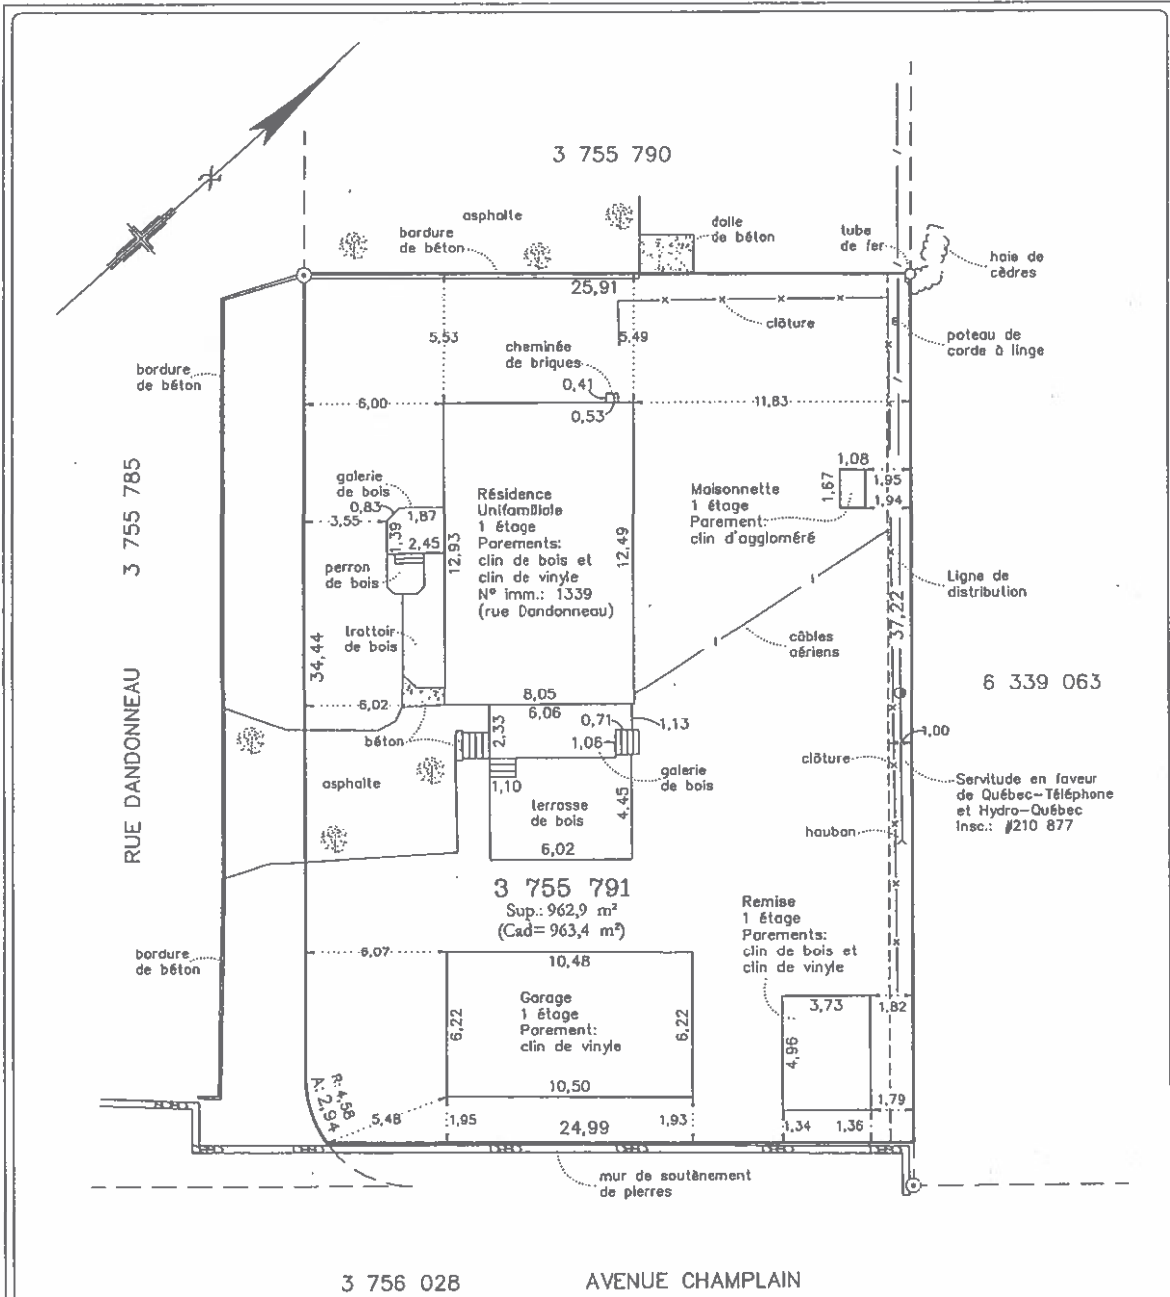 3 755 790
asphalte
bordure
de béton
dalle
de béton
tube
de fer
haie de
cèdres
25,91
clôture
5,53
5,49
cheminée
de briques
poteau de
corde à linge
bordure
de béton
0,41
0,53
6,00
11,83
3 755 785
galerie
de bois
0,83
3,55
1,87
1,39
2,45
Résidence
Unifamiliale
1 étage
Parements:
clin de bois et
clin de vinyle
Nº imm.: 1339
(rue Dandonneau)
12,93
12,49
Maisonnette
1 étage
Parement:
clin d'aggloméré
1,08
1,67
1,95
1,94
perron
de bois
Ligne de
distribution
37,22
trottoir
de bois
câbles
aériens
34,44
6 339 063
RUE DANDONNEAU
6,02
8,05
6,06
béton
2,33
0,71
1,06
1,13
1,00
galerie
de bois
clôture
Servitude en faveur
de Québec-Téléphone
et Hydro-Québec
Insc.: #210 877
asphalte
1,10
terrasse
de bois
4,45
6,02
hauban
3 755 791
Sup.: 962,9 m²
(Cad= 963,4 m²)
Remise
1 étage
Parements:
clin de bois et
clin de vinyle
bordure
de béton
6,07
10,48
Garage
1 étage
Parement:
clin de vinyle
6,22
6,22
10,50
3,73
4,96
1,82
1,79
R: 4,58
A: 2,94
5,48
1,95
24,99
1,93
1,34
1,36
mur de soutènement
de pierres
3 756 028
AVENUE CHAMPLAIN